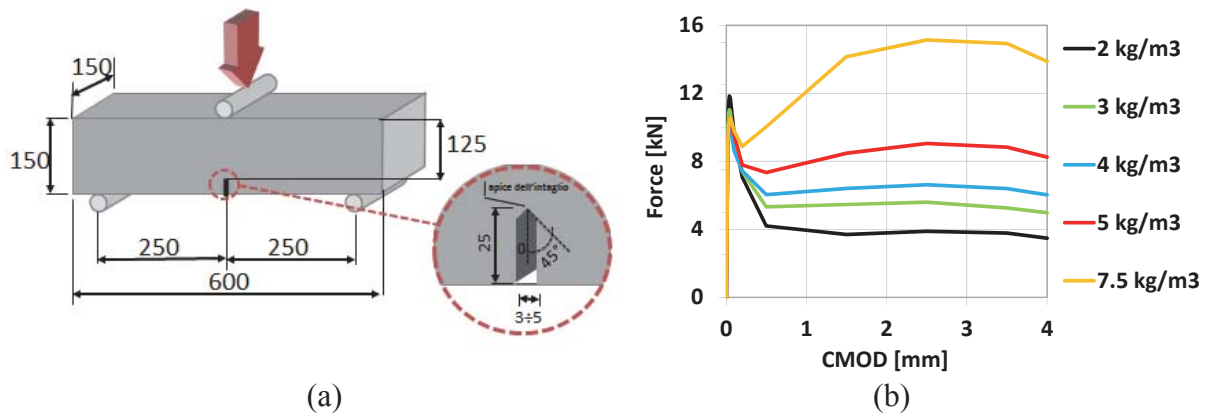 150
150
125
apice dell'intaglio
25
0
45°
250
250
600
3÷5
(a)
16
12
8
4
0
Force [kN]
0
1
2
3
4
CMOD [mm]
2 kg/m3
3 kg/m3
4 kg/m3
5 kg/m3
7.5 kg/m3
(b)